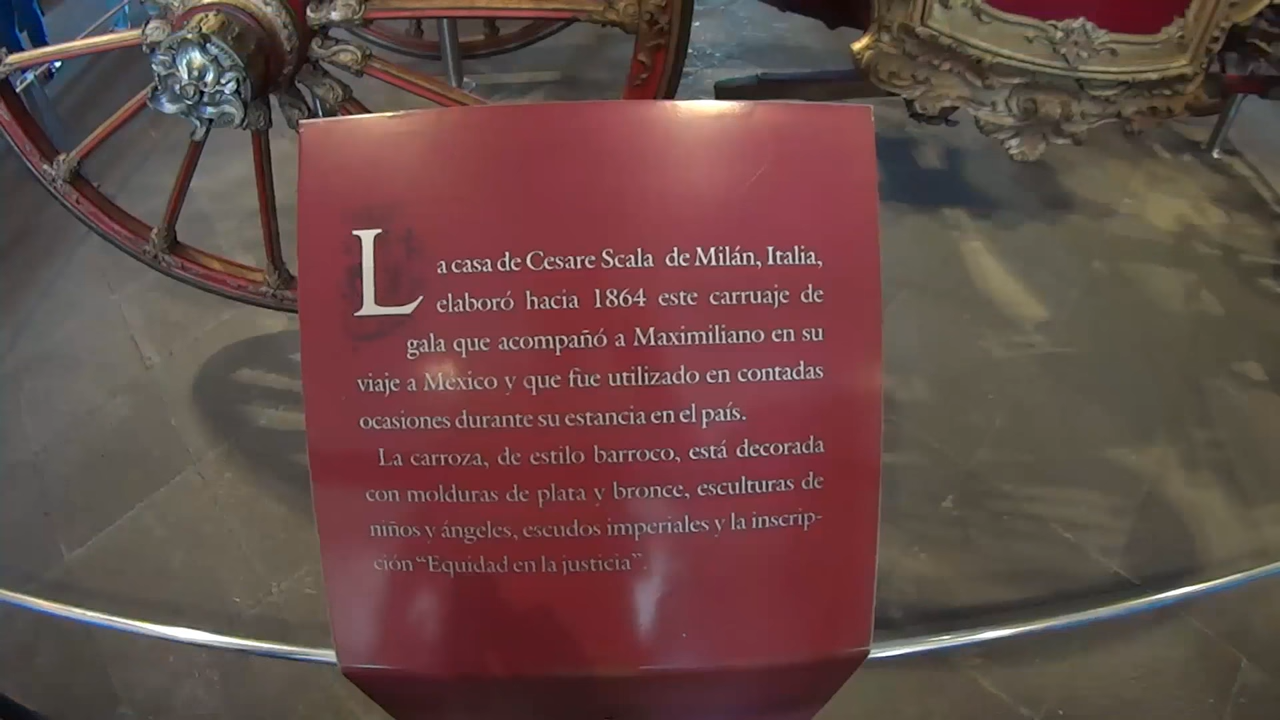 La casa de Cesare Scala de Milán, Italia,
elaboró hacia 1864 este carruaje de
gala que acompañó a Maximiliano en su
viaje a México y que fue utilizado en contadas
ocasiones durante su estancia en el país.
La carroza, de estilo barroco, está decorada
con molduras de plata y bronce, esculturas de
niños y ángeles, escudos imperiales y la inscrip-
ción “Equidad en la justicia”.